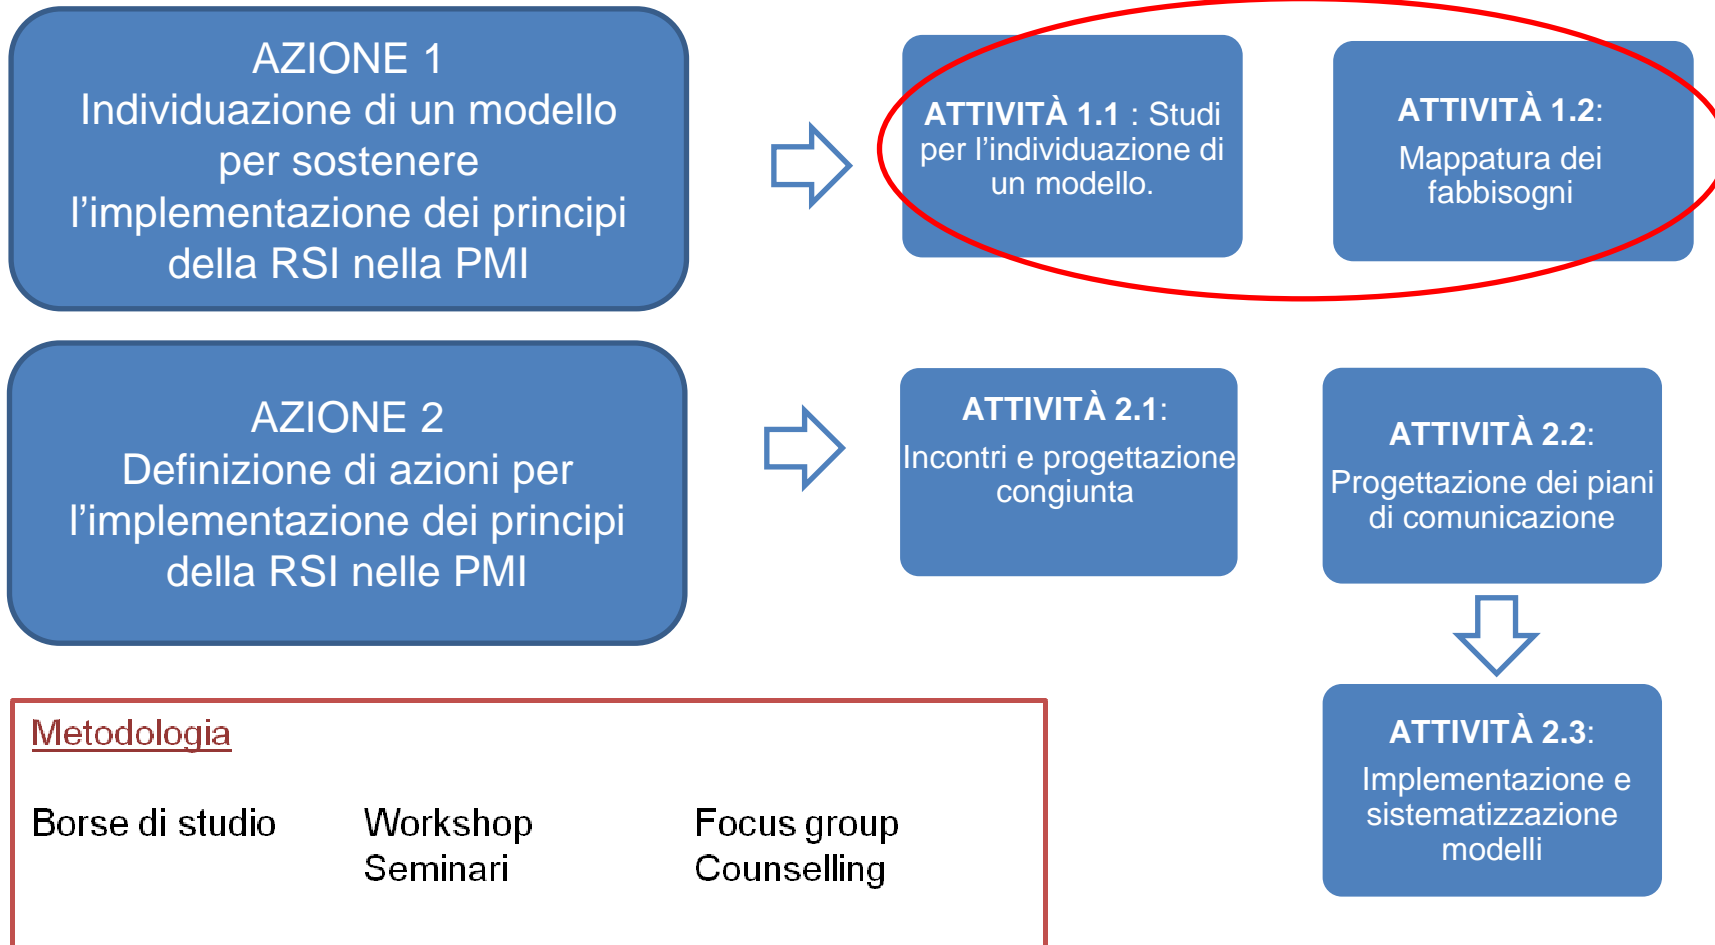 AZIONE 1
Individuazione di un modello
per sostenere
l’implementazione dei principi
della RSI nella PMI
ATTIVITÀ 1.1 : Studi
per l’individuazione di
un modello.
ATTIVITÀ 1.2:
Mappatura dei
fabbisogni
AZIONE 2
Definizione di azioni per
l’implementazione dei principi
della RSI nelle PMI
ATTIVITÀ 2.1:
Incontri e progettazione
congiunta
ATTIVITÀ 2.2:
Progettazione dei piani
di comunicazione
ATTIVITÀ 2.3:
Implementazione e
sistematizzazione
modelli
Metodologia
Borse di studio
Workshop
Seminari
Focus group
Counselling